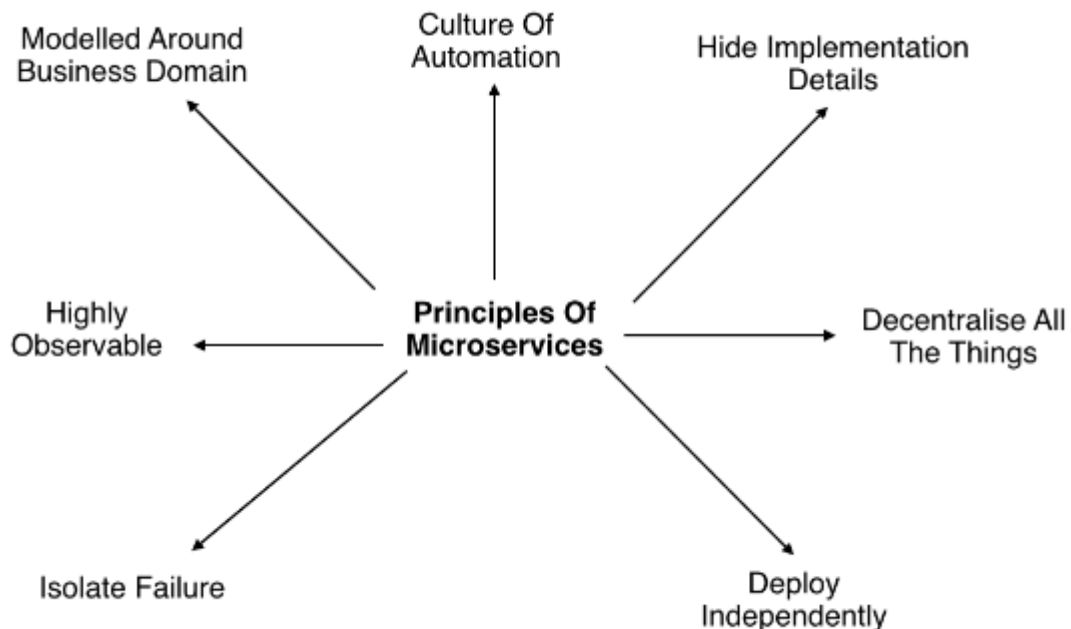 Modelled Around
Business Domain
Culture Of
Automation
Hide Implementation
Details
Highly
Observable
Principles Of
Microservices
Decentralise All
The Things
Isolate Failure
Deploy
Independently